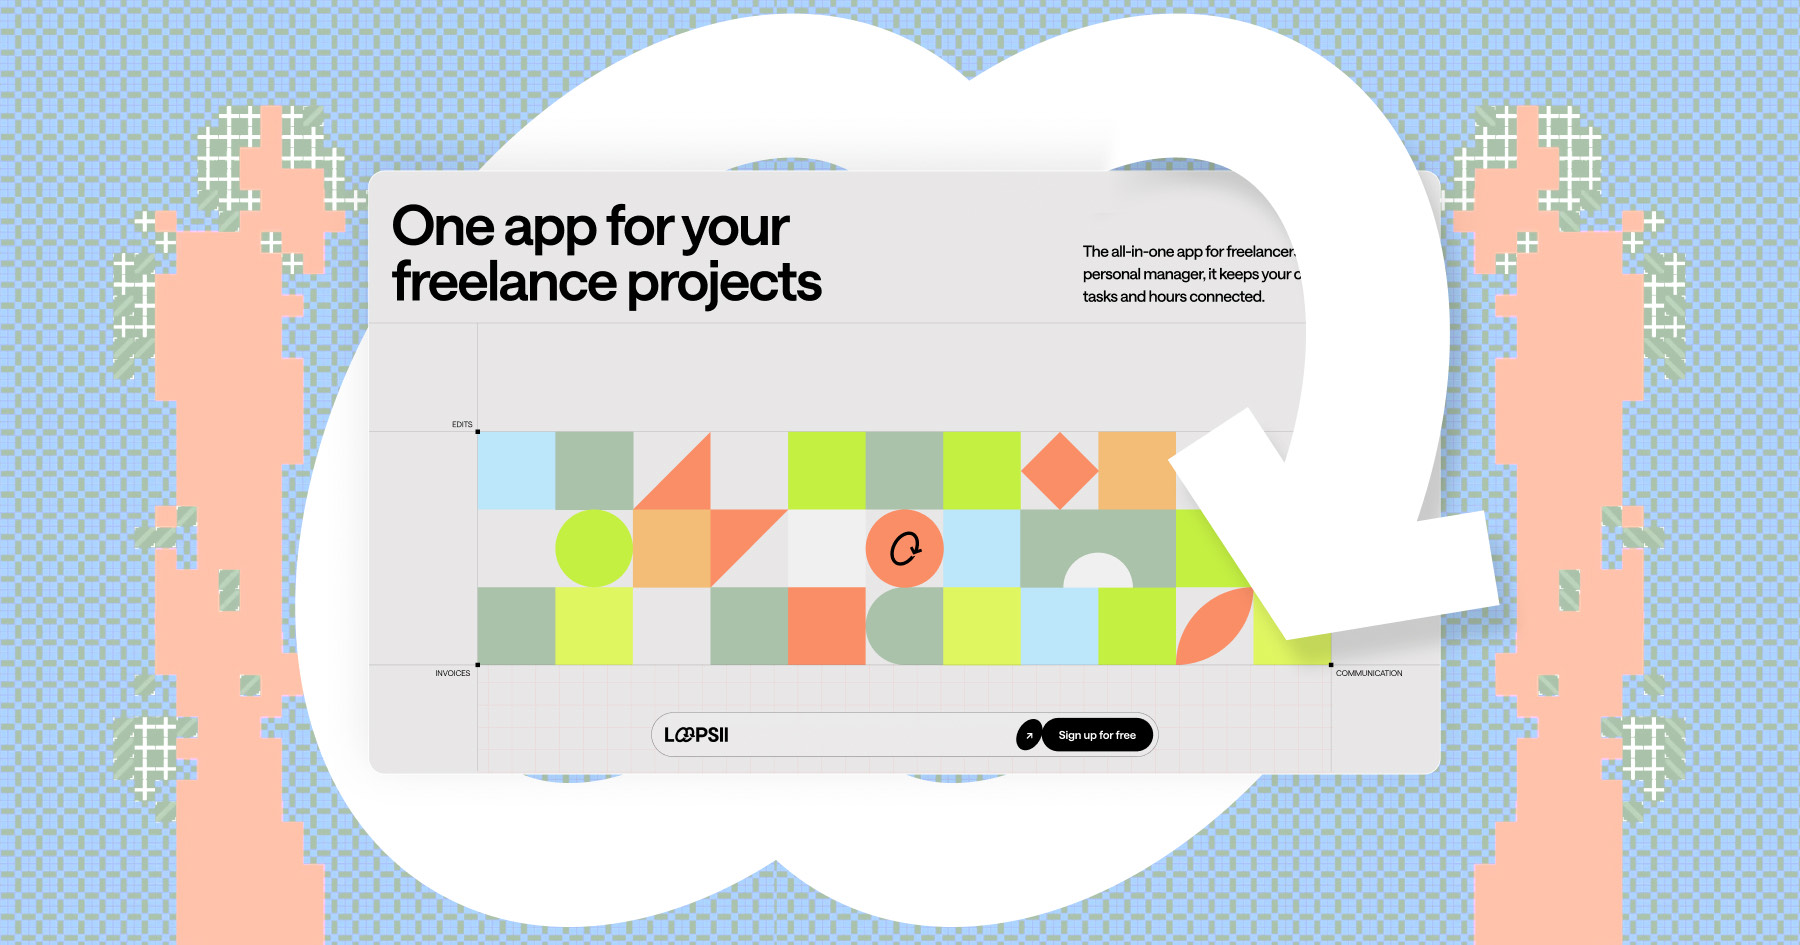 One app for your
freelance projects
The all-in-one app for freelancer
personal manager, it keeps your
tasks and hours connected.
EDITS
INVOICES
COMMUNICATION
LOOPSII
Sign up for free